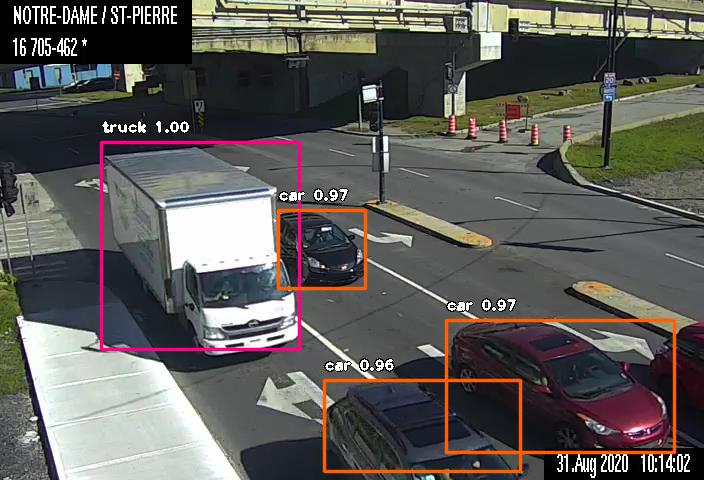 NOTRE-DAME / ST-PIERRE
16 705-462 *
truck 1.00
car 0.97
car 0.97
car 0.96
31.Aug 2020 10:14:02